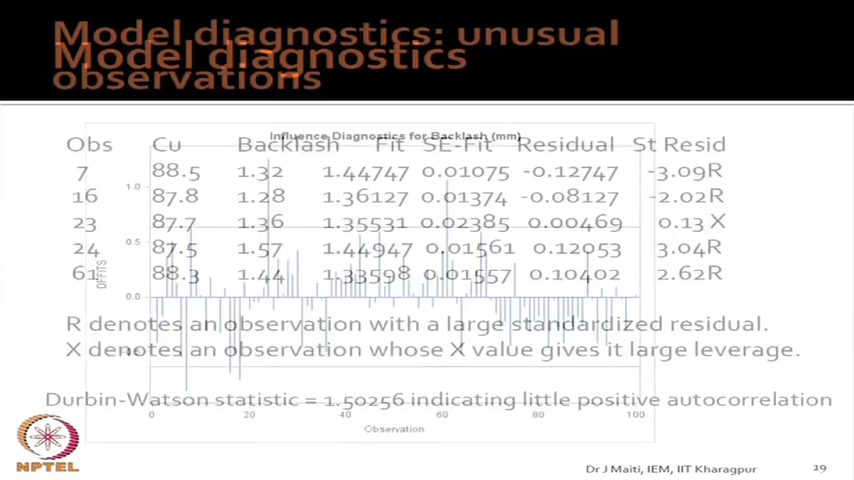 Model diagnostics: unusual
Model diagnostics
observations
Influence Diagnostics for Backlash (mm)
Obs Cu Backlash Fit SE-Fit Residual St Resid
7 88.5 1.32 1.44747 0.01075 -0.12747 -3.09R
16 87.8 1.28 1.36127 0.01374 -0.08127 -2.02R
23 87.7 1.36 1.35531 0.02385 0.00469 0.13 X
24 87.5 1.57 1.44947 0.01561 0.12053 3.04R
61 88.3 1.44 1.33598 0.01557 0.10402 2.62R
R denotes an observation with a large standardized residual.
X denotes an observation whose X value gives it large leverage.
Durbin-Watson statistic = 1.50256 indicating little positive autocorrelation
DFFITS
1.0
0.5
0.0
-0.5
0 20 40 60 80 100
Observation
NPTEL
Dr J Maiti, IEM, IIT Kharagpur
29